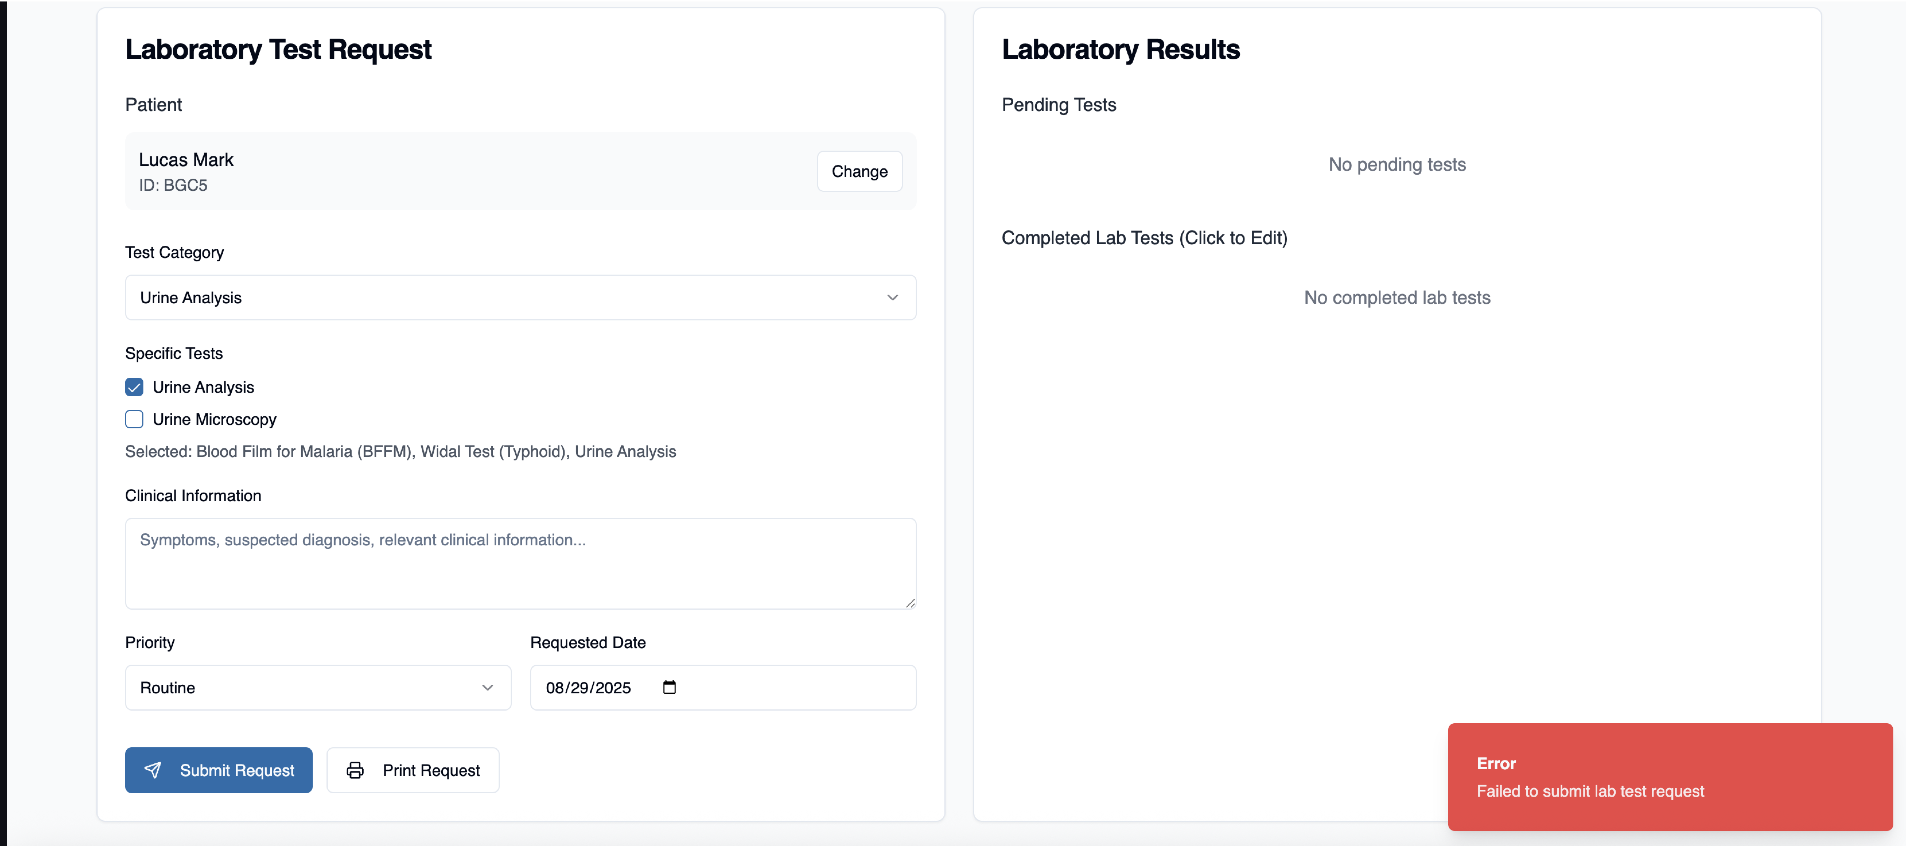 Laboratory Test Request
Patient
Lucas Mark
ID: BGC5
Change
Test Category
Urine Analysis
Specific Tests
Urine Analysis
Urine Microscopy
Selected: Blood Film for Malaria (BFFM), Widal Test (Typhoid), Urine Analysis
Clinical Information
Symptoms, suspected diagnosis, relevant clinical information...
Priority
Requested Date
Routine
08/29/2025
Submit Request
Print Request
Laboratory Results
Pending Tests
No pending tests
Completed Lab Tests (Click to Edit)
No completed lab tests
Error
Failed to submit lab test request